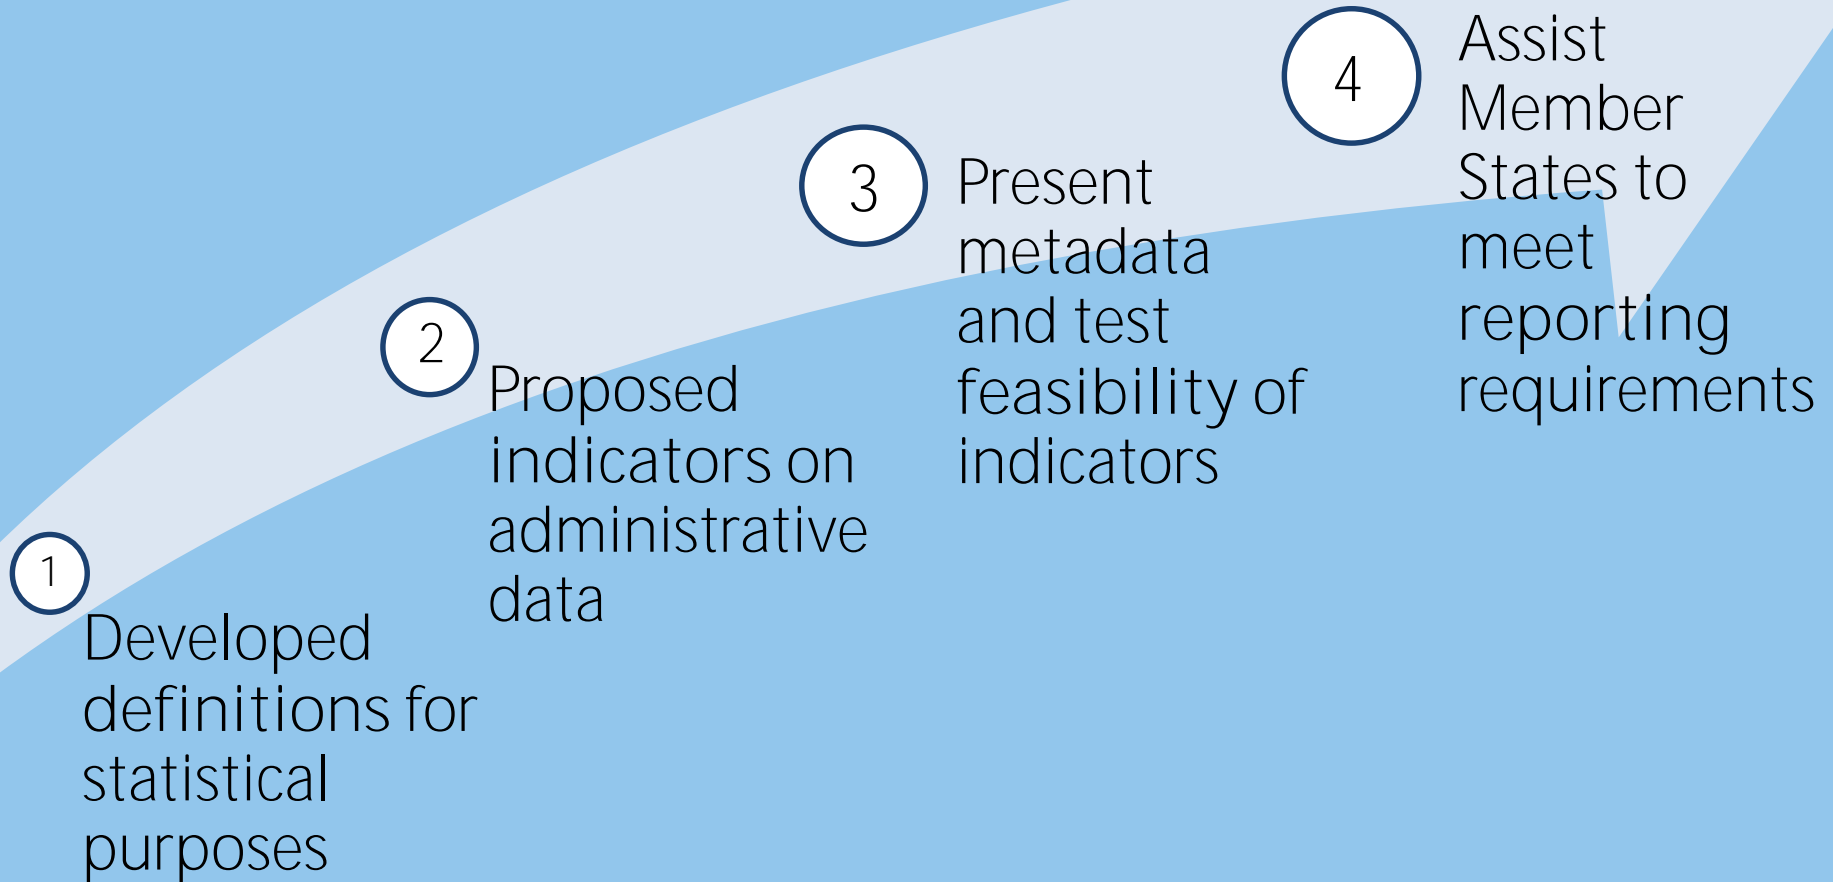 1
Developed
definitions for
statistical
purposes
2
Proposed
indicators on
administrative
data
3
Present
metadata
and test
feasibility of
indicators
4
Assist
Member
States to
meet
reporting
requirements